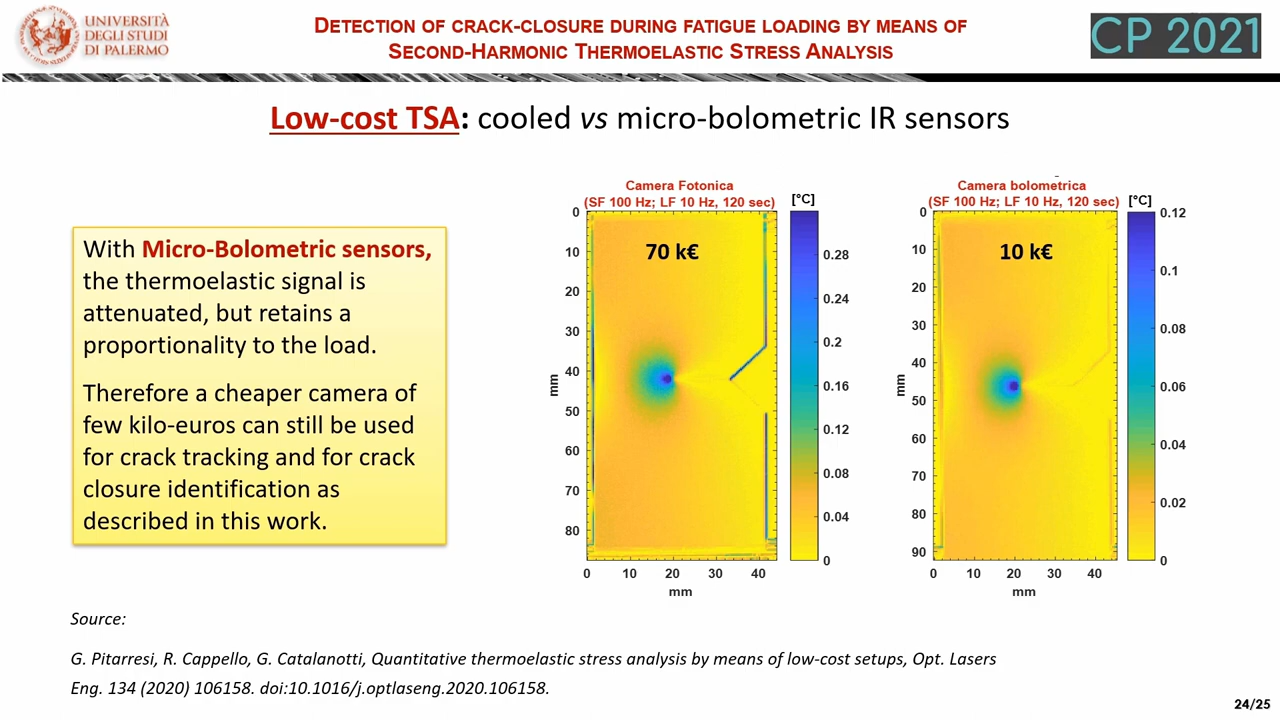 UNIVERSITÀ
DEGLI STUDI
DI PALERMO
DETECTION OF CRACK-CLOSURE DURING FATIGUE LOADING BY MEANS OF
SECOND-HARMONIC THERMOELASTIC STRESS ANALYSIS
CP 2021
Low-cost TSA: cooled vs micro-bolometric IR sensors
With Micro-Bolometric sensors,
the thermoelastic signal is
attenuated, but retains a
proportionality to the load.
Therefore a cheaper camera of
few kilo-euros can still be used
for crack tracking and for crack
closure identification as
described in this work.
Camera Fotonica
(SF 100 Hz; LF 10 Hz, 120 sec)
[°C]
70 k€
0
10
20
30
40
50
60
70
80
mm
0 10 20 30 40
mm
0.28
0.24
0.2
0.16
0.12
0.08
0.04
0
Camera bolometrica
(SF 100 Hz; LF 10 Hz, 120 sec)
[°C]
10 k€
0
10
20
30
40
50
60
70
80
90
mm
0 10 20 30 40
mm
0.12
0.1
0.08
0.06
0.04
0.02
0
Source:
G. Pitarresi, R. Cappello, G. Catalanotti, Quantitative thermoelastic stress analysis by means of low-cost setups, Opt. Lasers
Eng. 134 (2020) 106158. doi:10.1016/j.optlaseng.2020.106158.
24/25